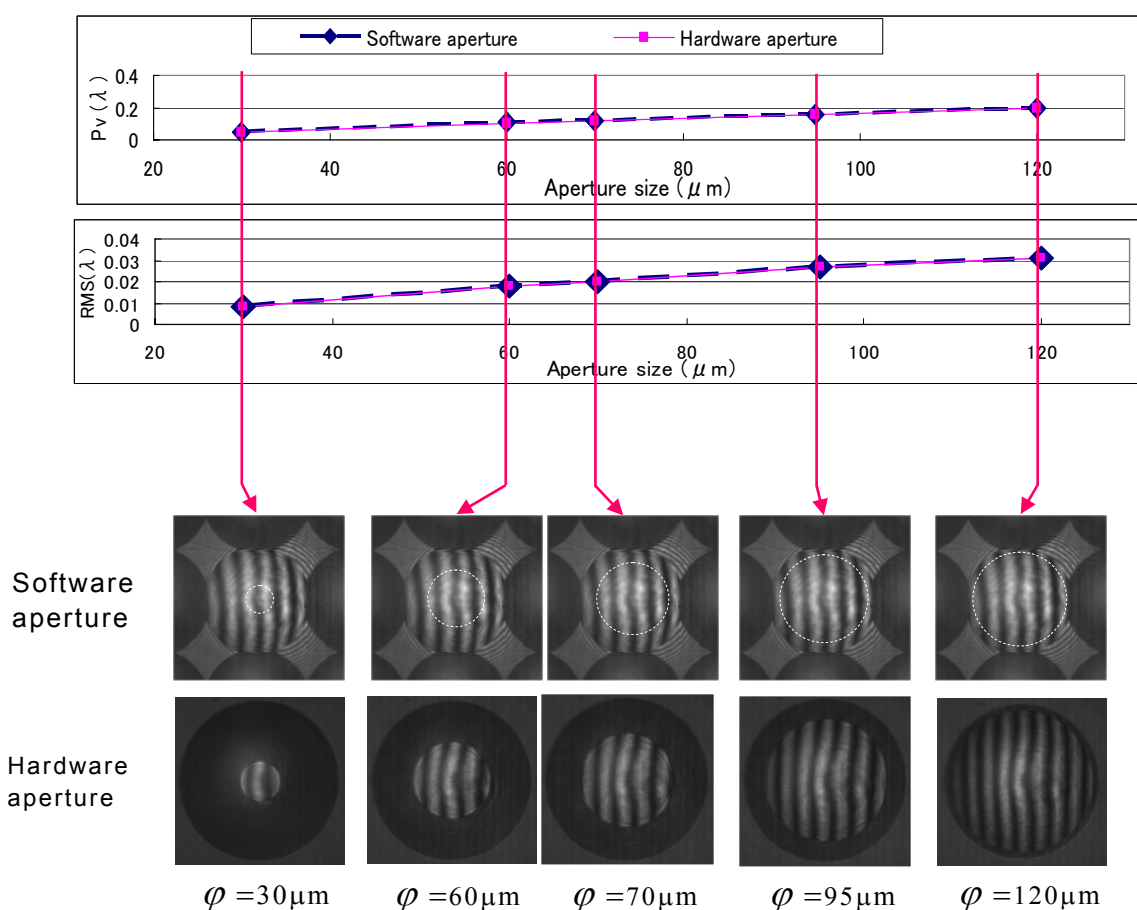 Software aperture Hardware aperture
Pv(λ)
0.4
0.2
0
20 40 60 80 100 120
Aperture size(μm)
RMS(λ)
0.04
0.03
0.02
0.01
0
20 40 60 80 100 120
Aperture size(μm)
Software
aperture
Hardware
aperture
φ=30μm φ=60μm φ=70μm φ=95μm φ=120μm